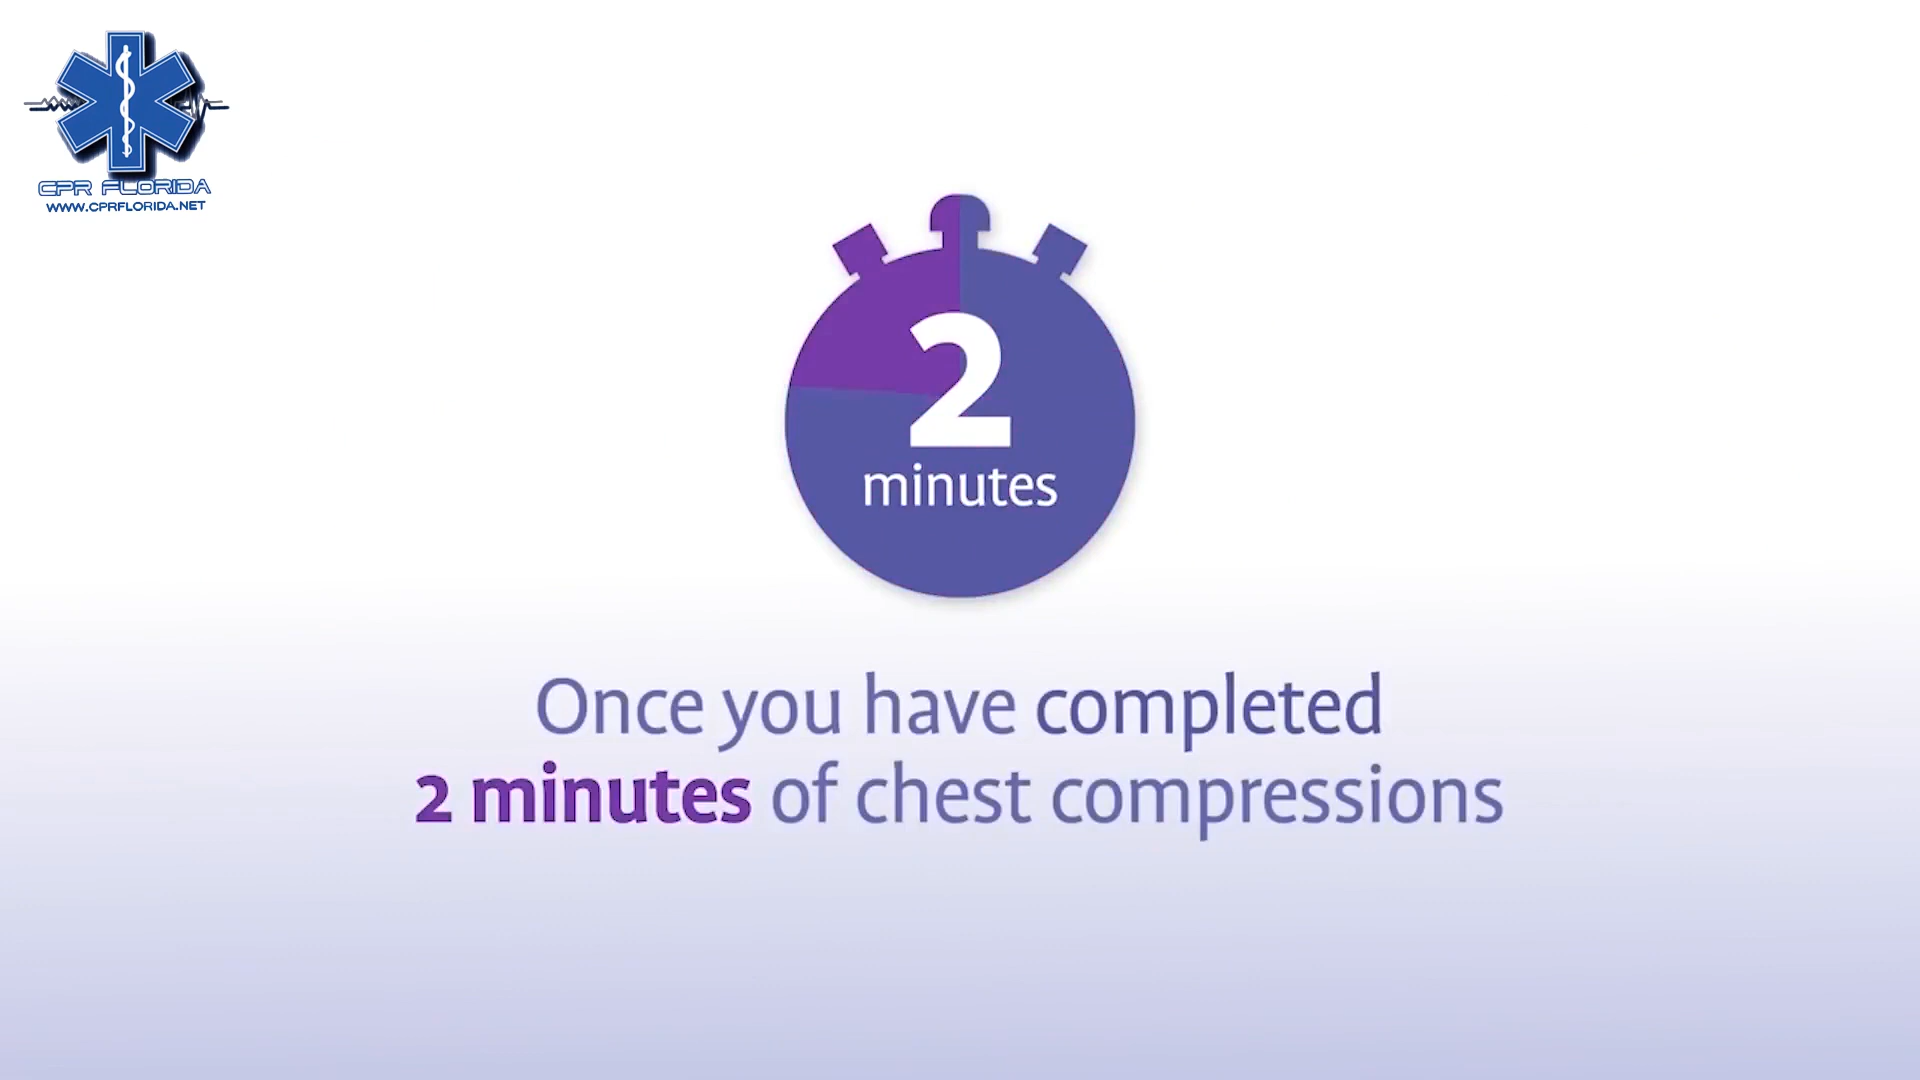 CPR FLORIDA
WWW.CPRFLORIDA.NET
2
minutes
Once you have completed
2 minutes of chest compressions